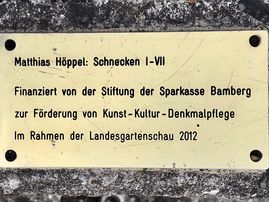 Matthias Höppel: Schnecken I-VII
Finanziert von der Stiftung der Sparkasse Bamberg
zur Förderung von Kunst-Kultur-Denkmalpflege
Im Rahmen der Landesgartenschau 2012